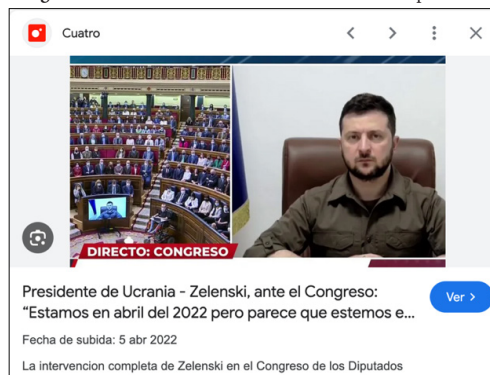 Cuatro
DIRECTO: CONGRESO
Presidente de Ucrania - Zelenski, ante el Congreso:
“Estamos en abril del 2022 pero parece que estemos e...
Ver >
Fecha de subida: 5 abr 2022
La intervencion completa de Zelenski en el Congreso de los Diputados